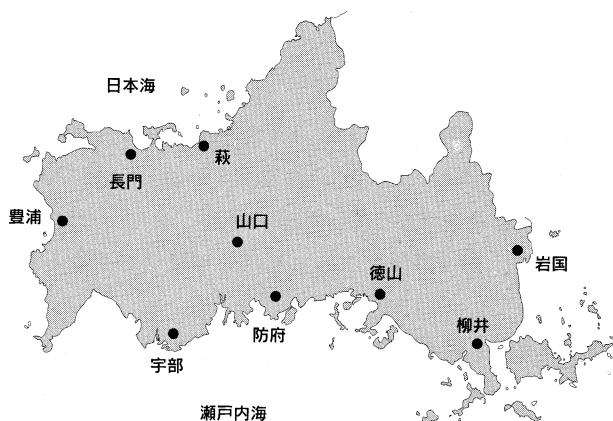 日本海
萩
長門
豊浦
山口
岩国
徳山
柳井
防府
宇部
瀬戸内海